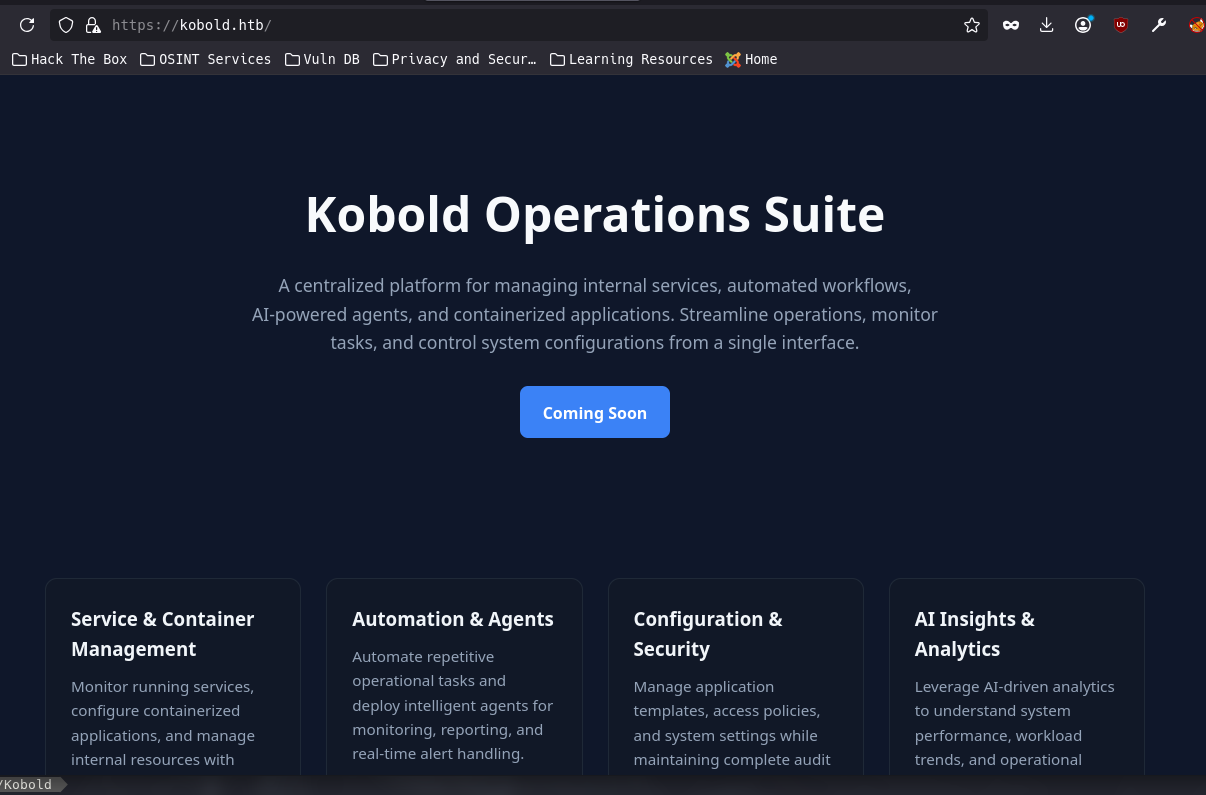 https://kobold.htb/
Hack The Box OSINT Services Vuln DB Privacy and Secur… Learning Resources Home
Kobold Operations Suite
A centralized platform for managing internal services, automated workflows,
AI-powered agents, and containerized applications. Streamline operations, monitor
tasks, and control system configurations from a single interface.
Coming Soon
Service & Container
Management
Monitor running services,
configure containerized
applications, and manage
internal resources with
Automation & Agents
Automate repetitive
operational tasks and
deploy intelligent agents for
monitoring, reporting, and
real-time alert handling.
Configuration &
Security
Manage application
templates, access policies,
and system settings while
maintaining complete audit
AI Insights &
Analytics
Leverage AI-driven analytics
to understand system
performance, workload
trends, and operational
/Kobold